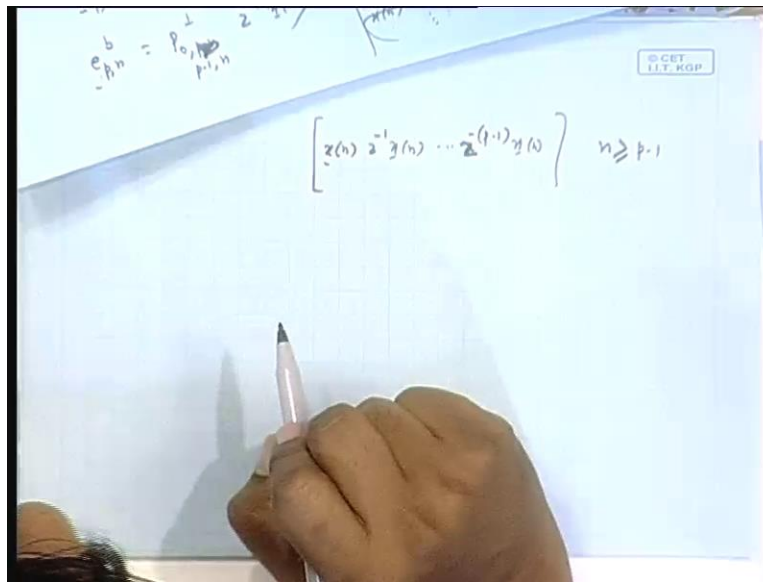 e^b_{p,n} = P^⊥_{0, p-1, n} z
x(n)
© CET
I.I.T. KGP
[x(n) z^{-1}x(n) ... z^{-(p-1)}x(n)] n ≥ p-1